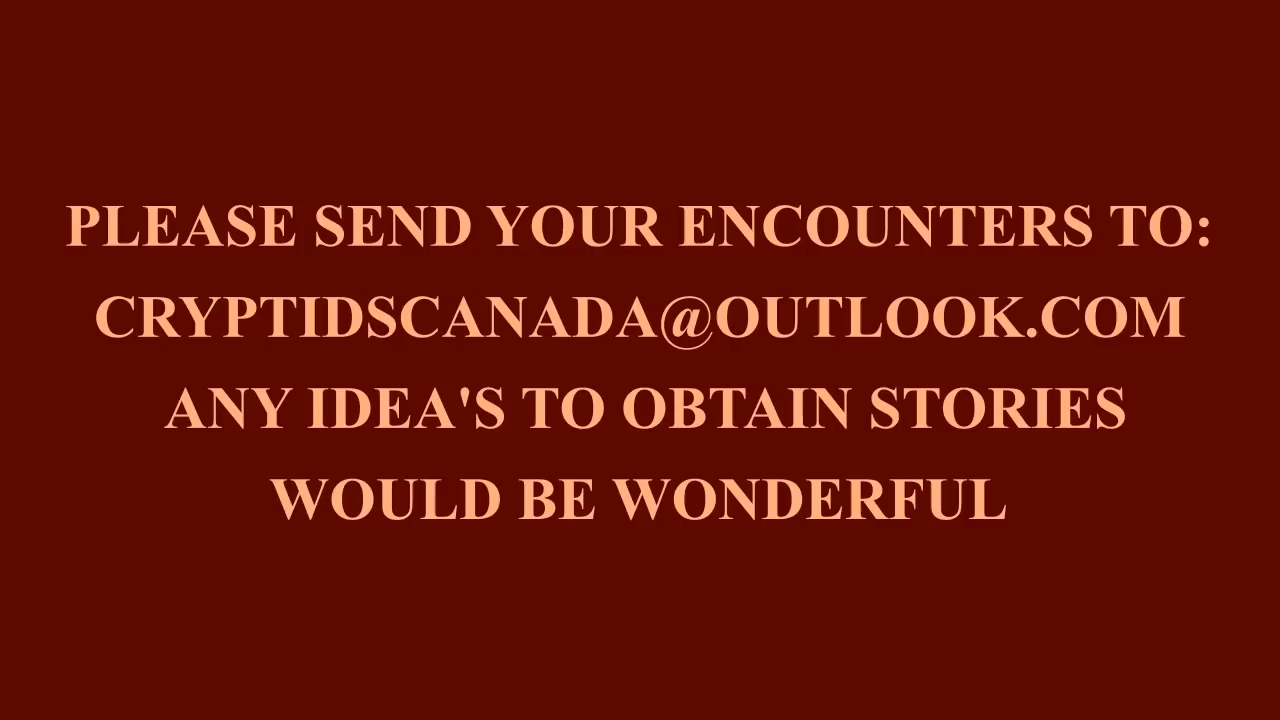 PLEASE SEND YOUR ENCOUNTERS TO:
CRYPTIDSCANADA@OUTLOOK.COM
ANY IDEA'S TO OBTAIN STORIES
WOULD BE WONDERFUL